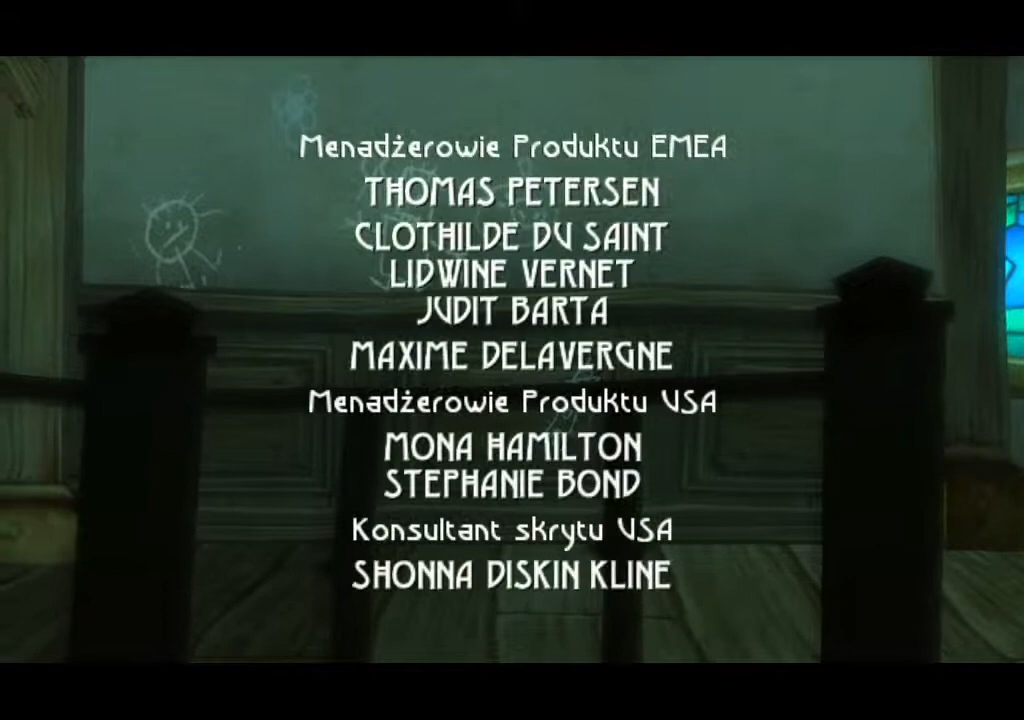 Menadżerowie Produktu EMEA
THOMAS PETERSEN
CLOTHILDE DU SAINT
LIDWINE VERNET
JUDIT BARTA
MAXIME DELAVERGNE
Menadżerowie Produktu USA
MONA HAMILTON
STEPHANIE BOND
Konsultant skrytu USA
SHONNA DISKIN KLINE